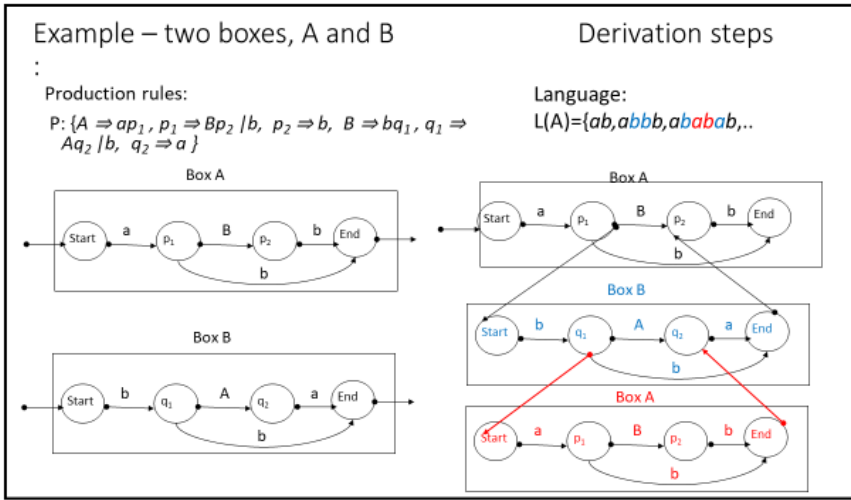 Example – two boxes, A and B
:
Production rules:
P: {A ⇒ ap₁ , p₁ ⇒ Bp₂ |b, p₂ ⇒ b, B ⇒ bq₁ , q₁ ⇒
Aq₂ |b, q₂ ⇒ a }
Box A
Start
a
p₁
B
p₂
b
End
b
Box B
Start
b
q₁
A
q₂
a
End
b
Derivation steps
Language:
L(A)={ab,abbb,abababab,..
Box A
Start
a
p₁
B
p₂
b
End
b
Box B
Start
b
q₁
A
q₂
a
End
b
Box A
Start
a
p₁
B
p₂
b
End
b